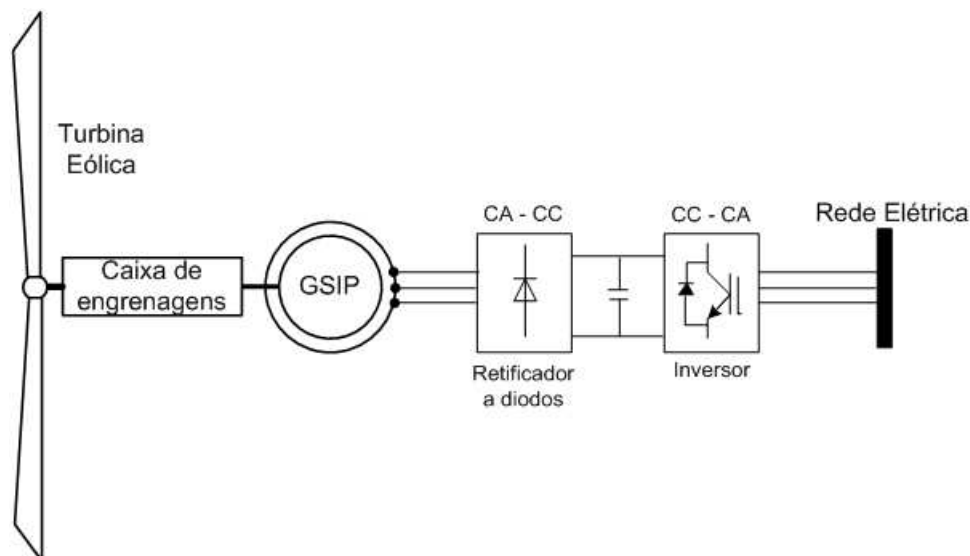 Turbina
Eólica
Caixa de
engrenagens
GSIP
CA - CC
Retificador
a diodos
CC - CA
Inversor
Rede Elétrica